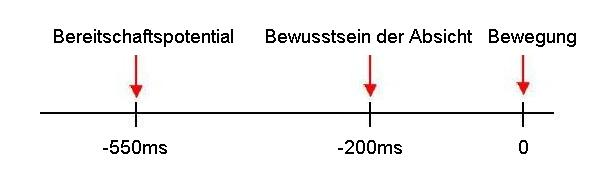 Bereitschaftspotential Bewusstsein der Absicht Bewegung
-550ms -200ms 0